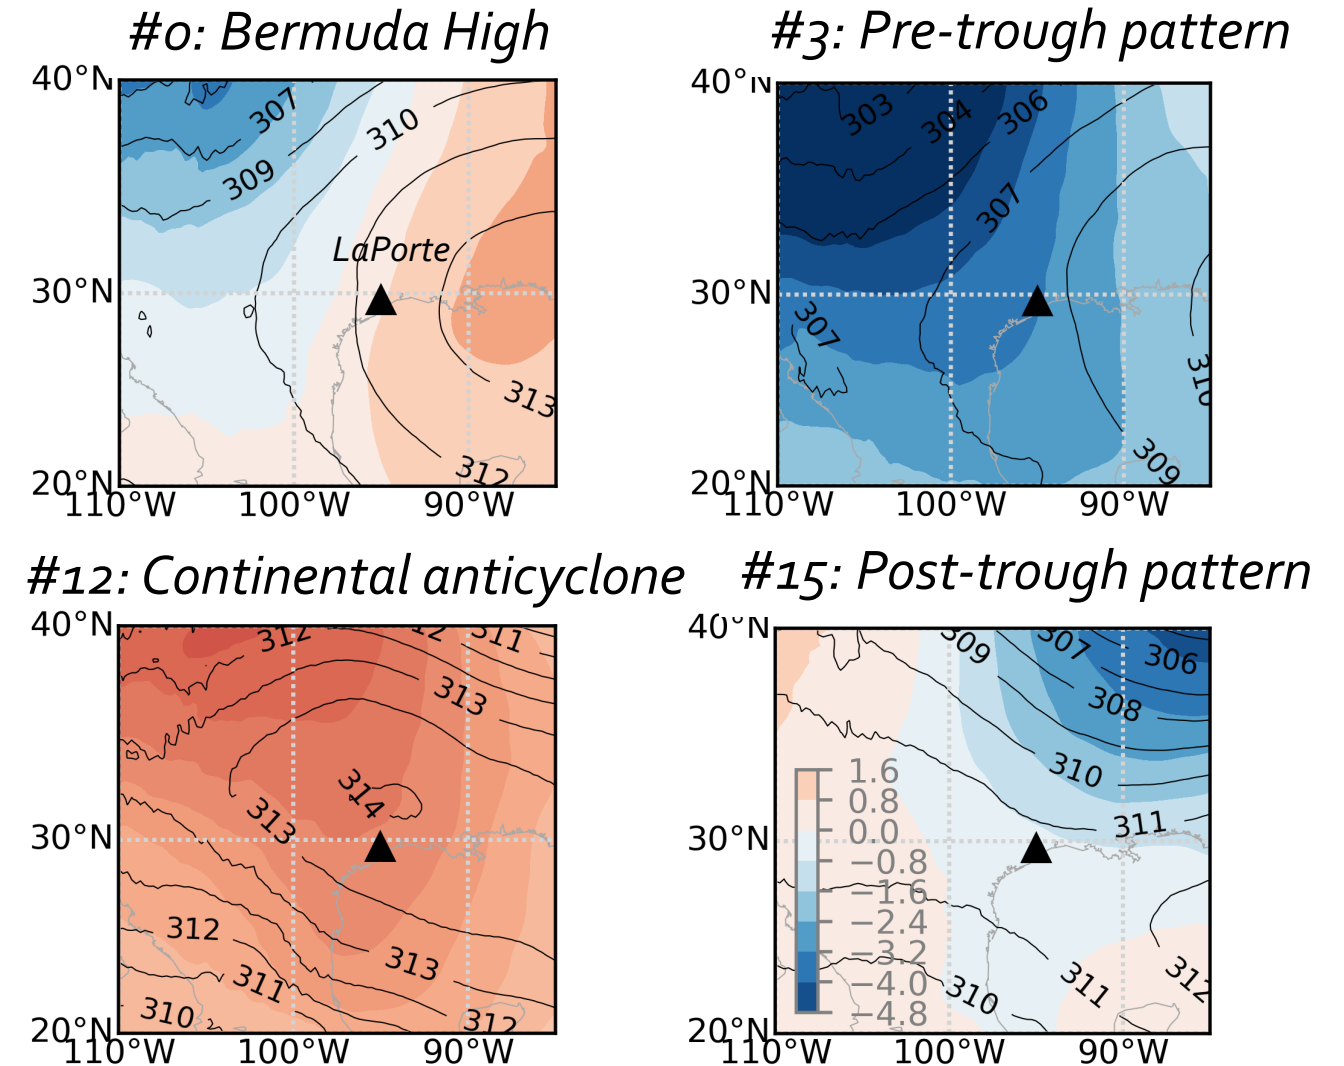 #0: Bermuda High
#3: Pre-trough pattern
40°N
307
310
309
LaPorte
30°N
313
312
20°N
110°W
100°W
90°W
40°N
303
304
306
307
30°N
307
310
309
20°N
110°W
100°W
90°W
#12: Continental anticyclone
#15: Post-trough pattern
40°N
312
12
311
313
314
313
30°N
312
313
311
310
312
20°N
110°W
100°W
90°W
40°N
309
307
306
308
310
311
30°N
1.6
0.8
0.0
−0.8
−1.6
−2.4
−3.2
−4.0
−4.8
310
311
312
20°N
110°W
100°W
90°W